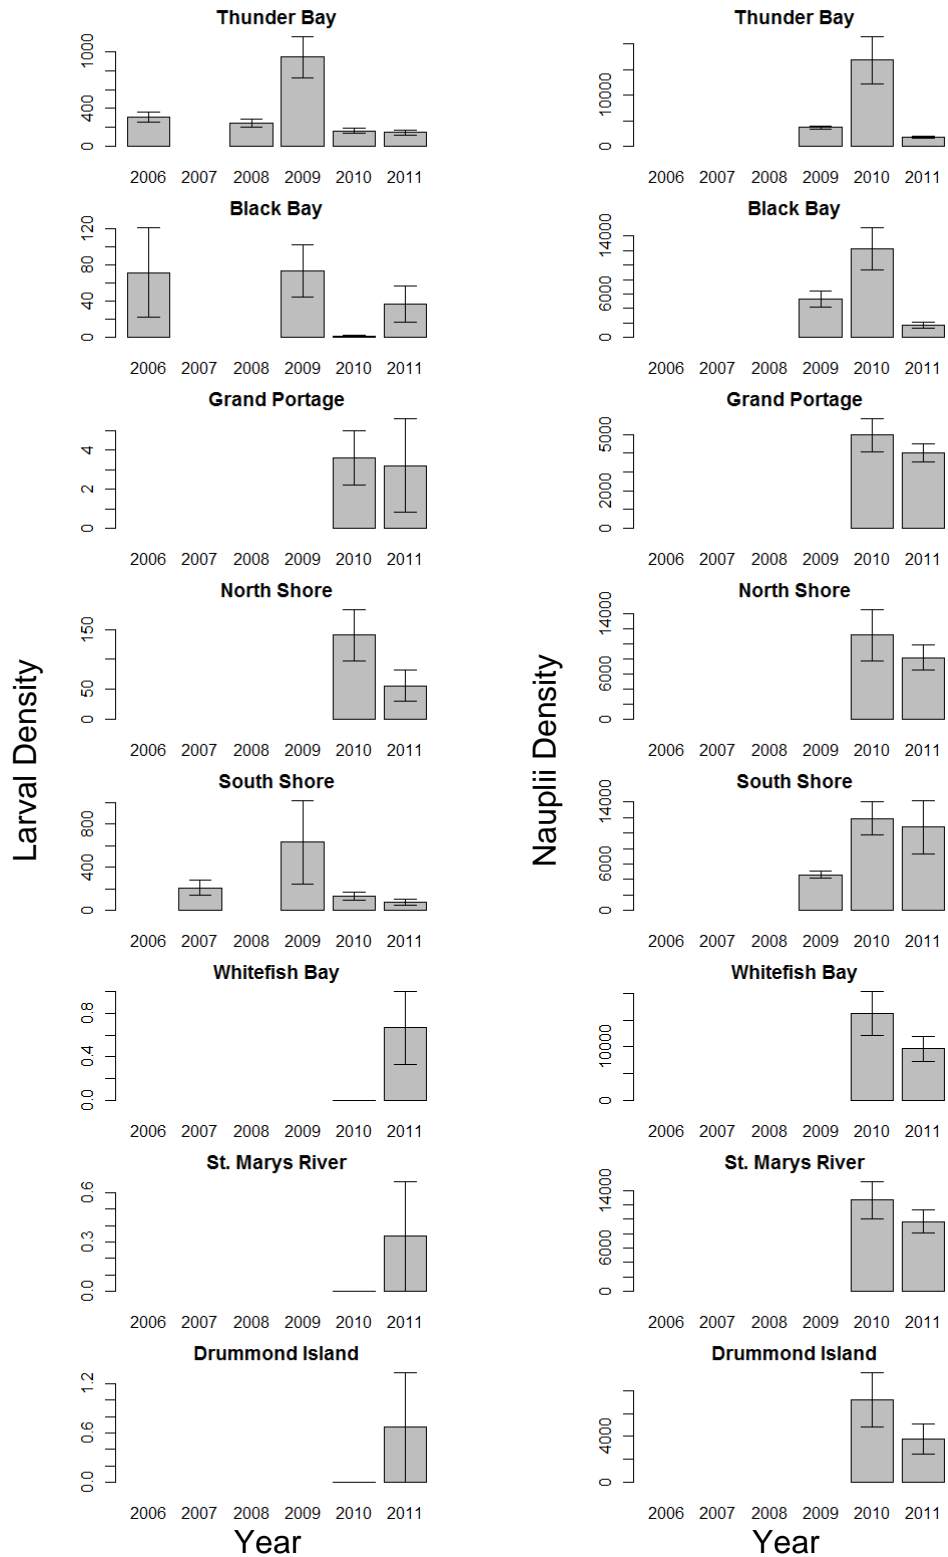 Thunder Bay
1000
400
0
2006 2007 2008 2009 2010 2011
Black Bay
120
80
40
0
2006 2007 2008 2009 2010 2011
Grand Portage
4
2
0
2006 2007 2008 2009 2010 2011
North Shore
150
50
0
2006 2007 2008 2009 2010 2011
South Shore
800
400
0
2006 2007 2008 2009 2010 2011
Whitefish Bay
0.8
0.4
0.0
2006 2007 2008 2009 2010 2011
St. Marys River
0.6
0.3
0.0
2006 2007 2008 2009 2010 2011
Drummond Island
1.2
0.6
0.0
2006 2007 2008 2009 2010 2011
Larval Density
Year
Thunder Bay
10000
0
2006 2007 2008 2009 2010 2011
Black Bay
14000
6000
0
2006 2007 2008 2009 2010 2011
Grand Portage
5000
2000
0
2006 2007 2008 2009 2010 2011
North Shore
14000
6000
0
2006 2007 2008 2009 2010 2011
South Shore
14000
6000
0
2006 2007 2008 2009 2010 2011
Whitefish Bay
10000
0
2006 2007 2008 2009 2010 2011
St. Marys River
14000
6000
0
2006 2007 2008 2009 2010 2011
Drummond Island
4000
0
2006 2007 2008 2009 2010 2011
Nauplii Density
Year